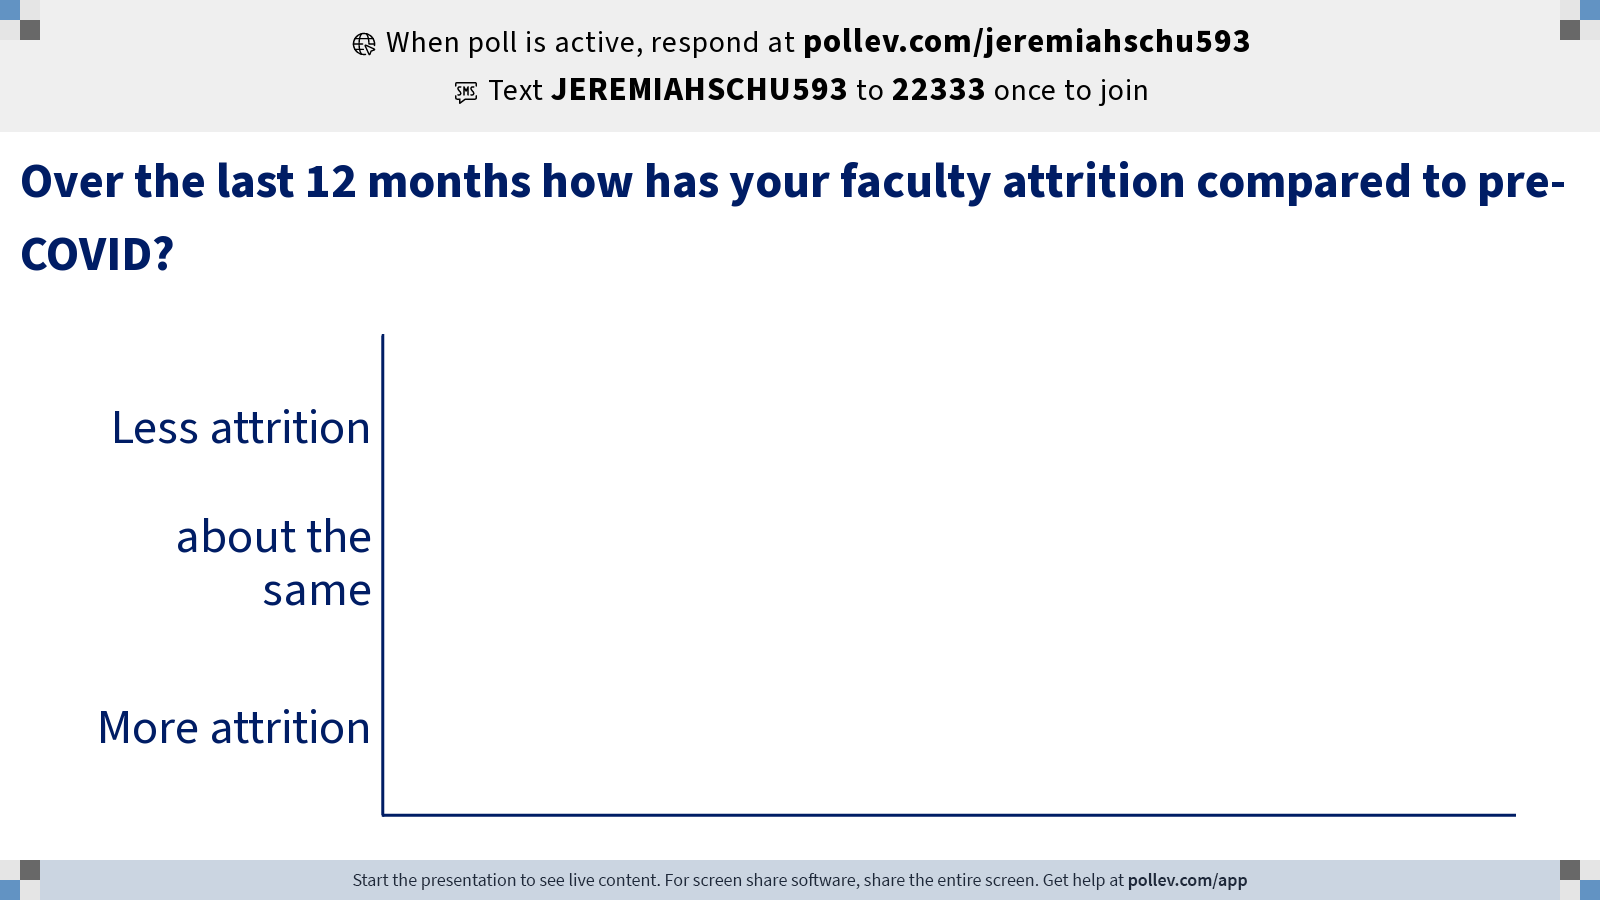 When poll is active, respond at pollev.com/jeremiahschu593
SMS Text JEREMIAHSCHU593 to 22333 once to join
Over the last 12 months how has your faculty attrition compared to pre-
COVID?
Less attrition
about the
same
More attrition
Start the presentation to see live content. For screen share software, share the entire screen. Get help at pollev.com/app